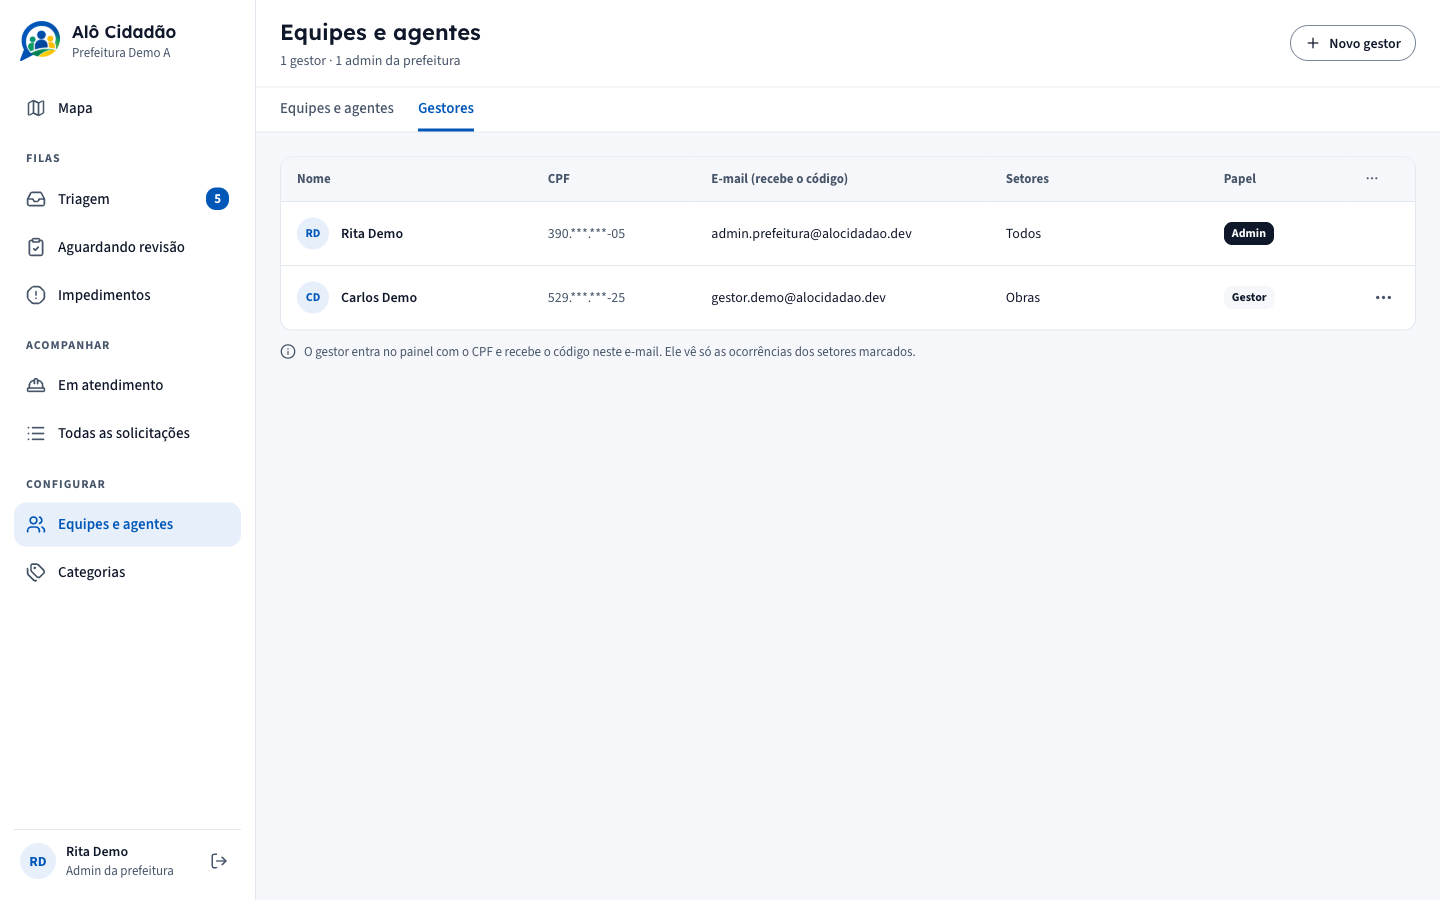 Alô Cidadão
Prefeitura Demo A
Mapa
FILAS
Triagem 5
Aguardando revisão
Impedimentos
ACOMPANHAR
Em atendimento
Todas as solicitações
CONFIGURAR
Equipes e agentes
Categorias
RD Rita Demo
Admin da prefeitura
Equipes e agentes
1 gestor · 1 admin da prefeitura
+ Novo gestor
Equipes e agentes Gestores
Nome CPF E-mail (recebe o código) Setores Papel ···
RD Rita Demo 390.***.***-05 admin.prefeitura@alocidadao.dev Todos Admin
CD Carlos Demo 529.***.***-25 gestor.demo@alocidadao.dev Obras Gestor ···
O gestor entra no painel com o CPF e recebe o código neste e-mail. Ele vê só as ocorrências dos setores marcados.